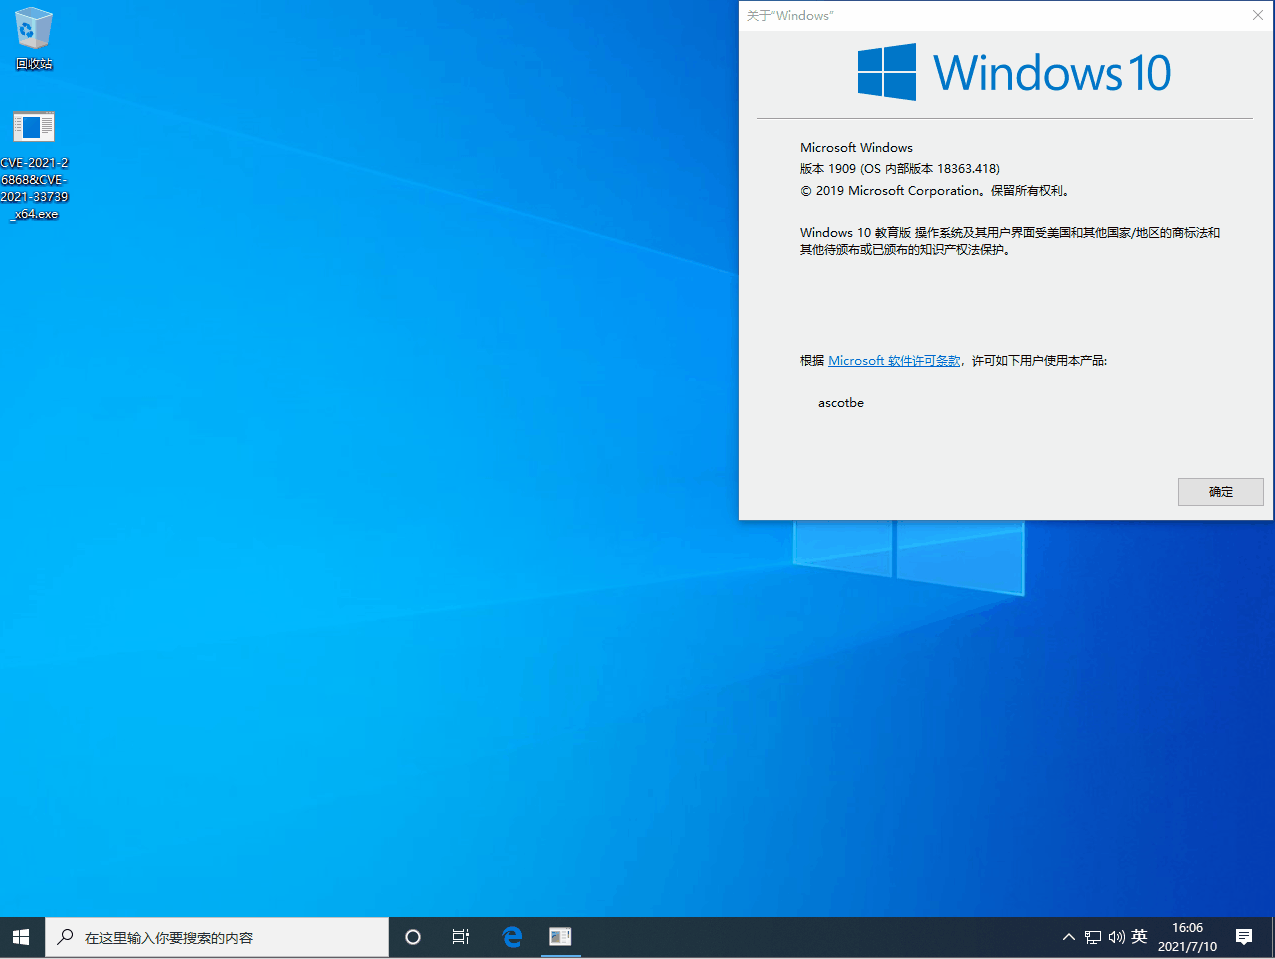 回收站
CVE-2021-2
6868&CVE-
2021-33739
_x64.exe
关于"Windows"
Windows 10
Microsoft Windows
版本 1909 (OS 内部版本 18363.418)
© 2019 Microsoft Corporation。保留所有权利。
Windows 10 教育版 操作系统及其用户界面受美国和其他国家/地区的商标法和
其他待颁布或已颁布的知识产权法保护。
根据 Microsoft 软件许可条款，许可如下用户使用本产品:
ascotbe
确定
在这里输入你要搜索的内容
英
16:06
2021/7/10